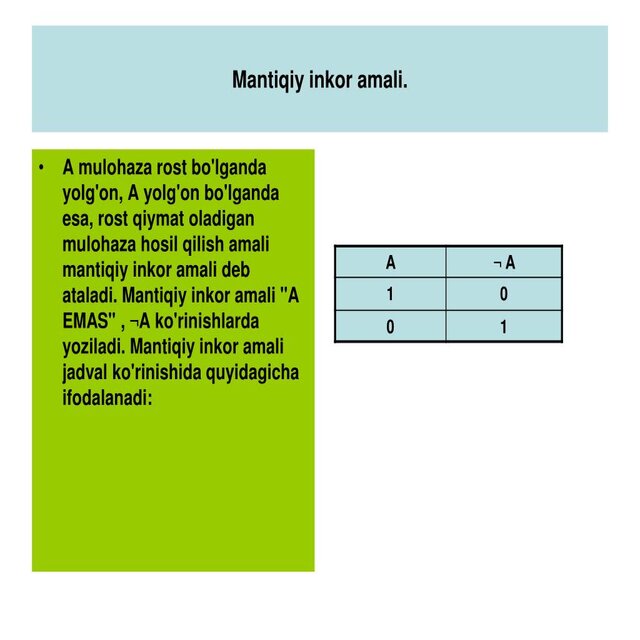 Mantiqiy inkor amali.
• A mulohaza rost bo'lganda
yolg'on, A yolg'on bo'lganda
esa, rost qiymat oladigan
mulohaza hosil qilish amali
mantiqiy inkor amali deb
ataladi. Mantiqiy inkor amali "A
EMAS" , ¬A ko'rinishlarda
yoziladi. Mantiqiy inkor amali
jadval ko'rinishida quyidagicha
ifodalanadi:
A ¬ A
1 0
0 1